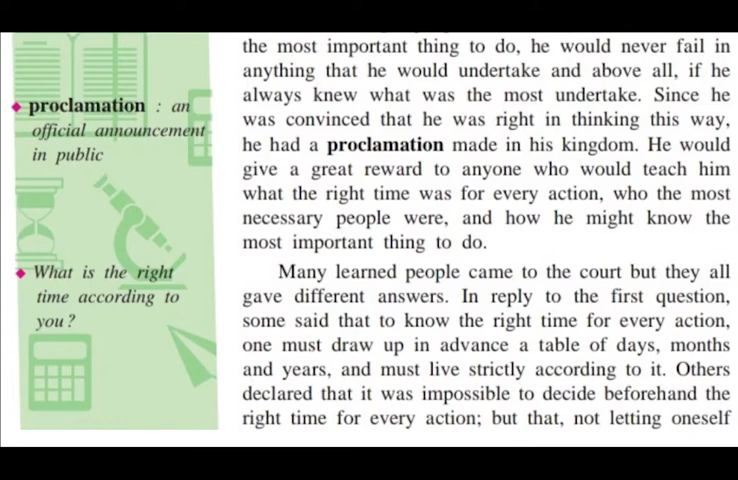 the most important thing to do, he would never fail in
anything that he would undertake and above all, if he
always knew what was the most undertake. Since he
was convinced that he was right in thinking this way,
he had a proclamation made in his kingdom. He would
give a great reward to anyone who would teach him
what the right time was for every action, who the most
necessary people were, and how he might know the
most important thing to do.
Many learned people came to the court but they all
gave different answers. In reply to the first question,
some said that to know the right time for every action,
one must draw up in advance a table of days, months
and years, and must live strictly according to it. Others
declared that it was impossible to decide beforehand the
right time for every action; but that, not letting oneself
proclamation : an
official announcement
in public
What is the right
time according to
you?